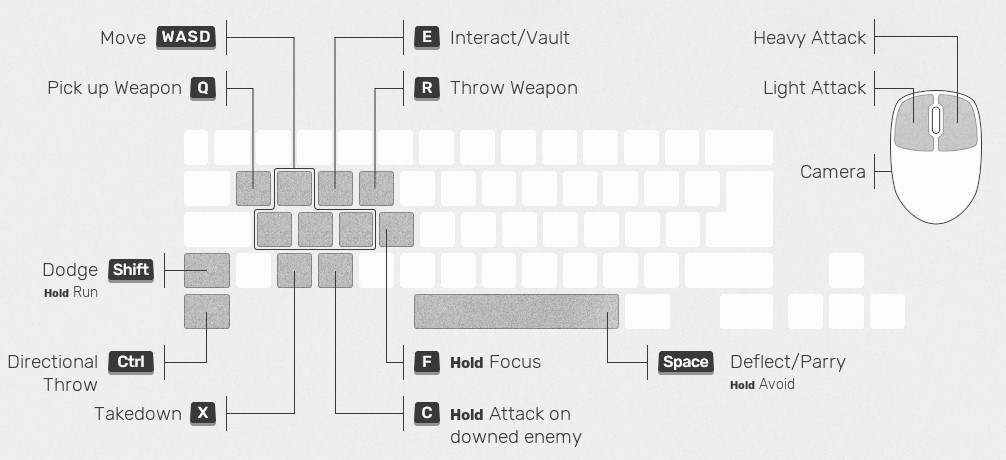 Move WASD
E Interact/Vault
Heavy Attack
Pick up Weapon Q
R Throw Weapon
Light Attack
Camera
Dodge Shift
Hold Run
Directional Ctrl
Throw
F Hold Focus
Space Deflect/Parry
Hold Avoid
Takedown X
C Hold Attack on
downed enemy